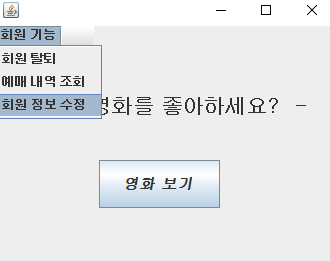 회원 기능
회원 탈퇴
예매 내역 조회
회원 정보 수정
영화를 좋아하세요? -
영화 보기